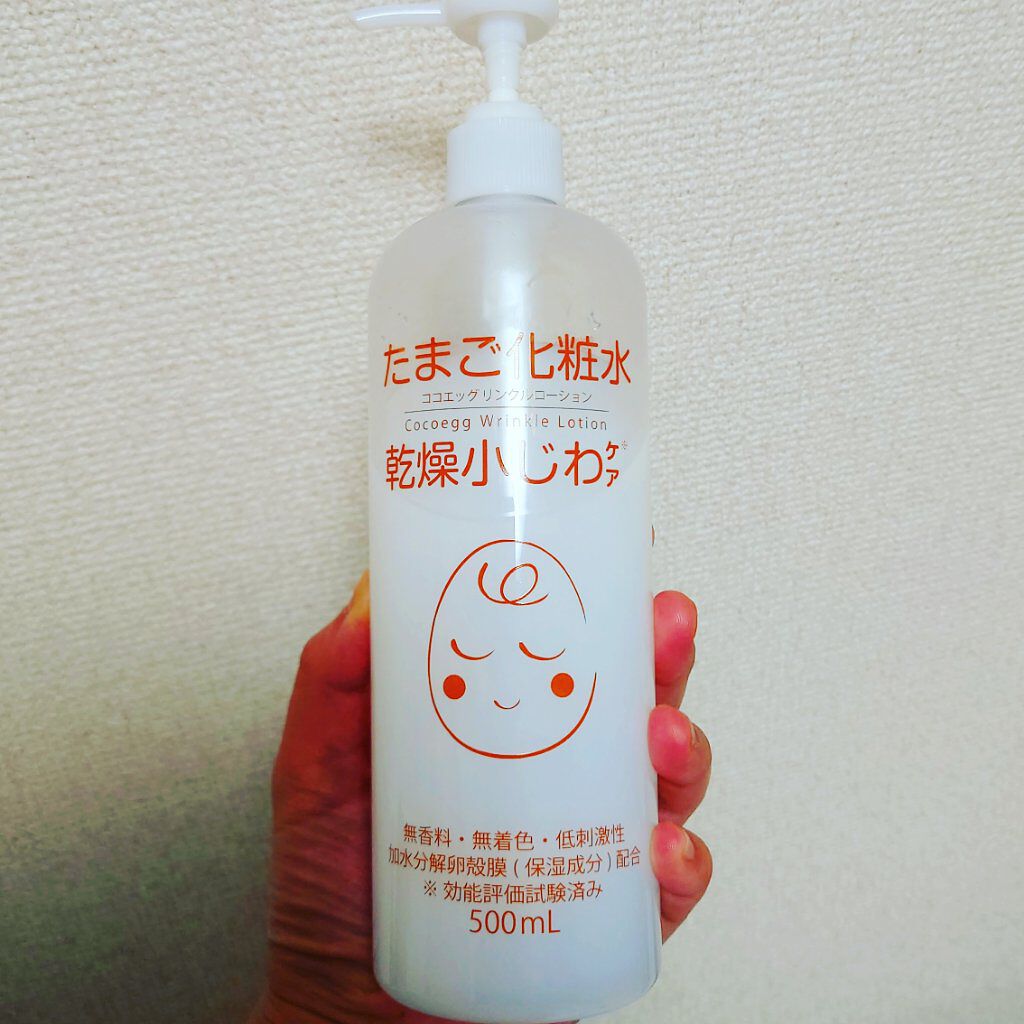 たまご化粧水
ココエッグリンクルローション
Cocoegg Wrinkle Lotion
乾燥小じわケア※
無香料・無着色・低刺激性
加水分解卵殻膜(保湿成分)配合
※ 効能評価試験済み
500mL